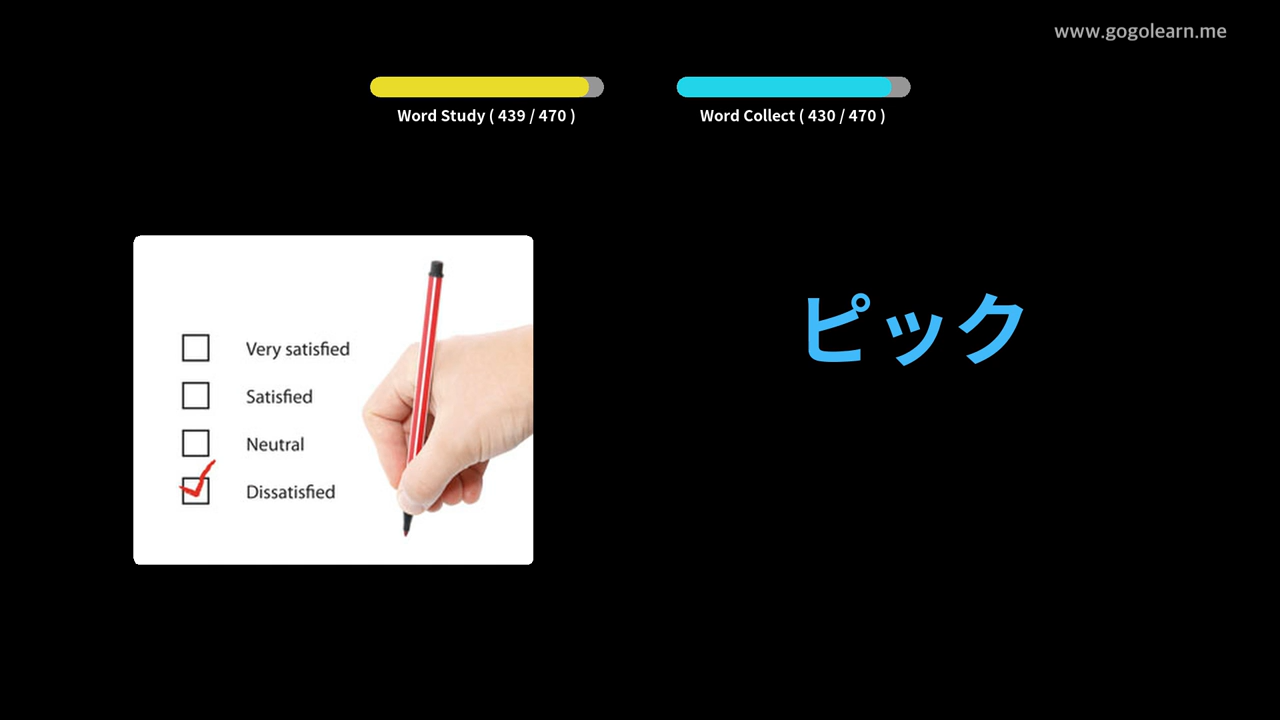 www.gogolearn.me
Word Study ( 439 / 470 )
Word Collect ( 430 / 470 )
Very satisfied
Satisfied
Neutral
Dissatisfied
ピック